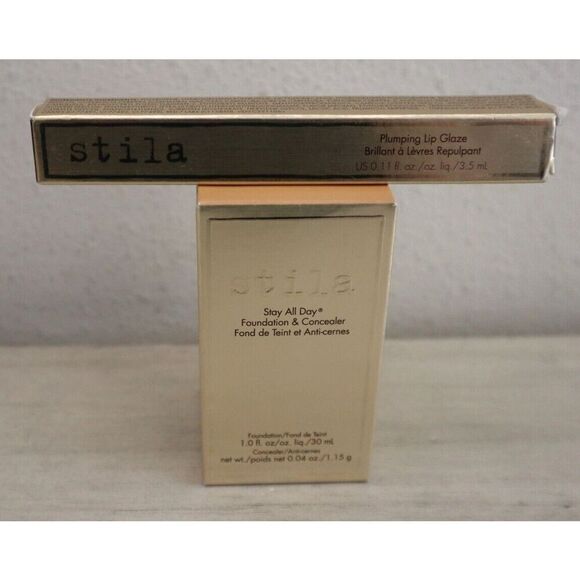 stila
Plumping Lip Glaze
Brillant à Lèvres Repulpant
US 0.11 fl. oz./oz. liq./3.5 mL
stila
Stay All Day®
Foundation & Concealer
Fond de Teint et Anti-cernes
Foundation/Fond de Teint
1.0 fl. oz/oz. liq./30 mL
Concealer/Anti-cernes
net wt./poids net 0.04 oz./1.15 g